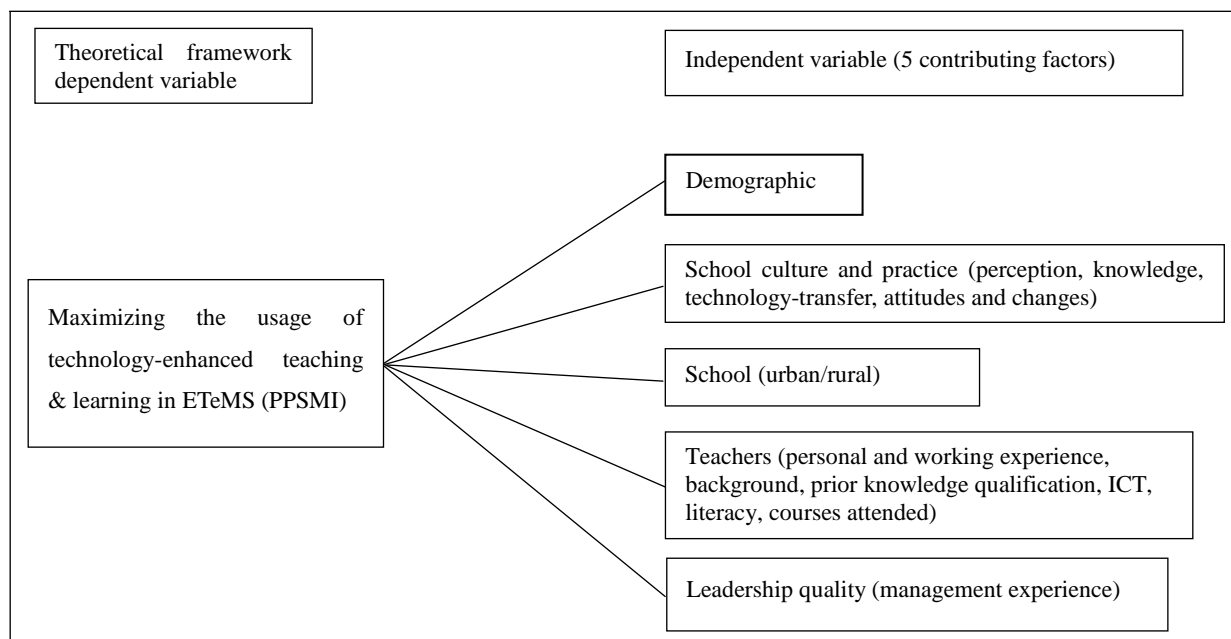 Theoretical framework
dependent variable
Independent variable (5 contributing factors)
Demographic
School culture and practice (perception, knowledge,
technology-transfer, attitudes and changes)
Maximizing the usage of
technology-enhanced teaching
& learning in ETeMS (PPSMI)
School (urban/rural)
Teachers (personal and working experience,
background, prior knowledge qualification, ICT,
literacy, courses attended)
Leadership quality (management experience)